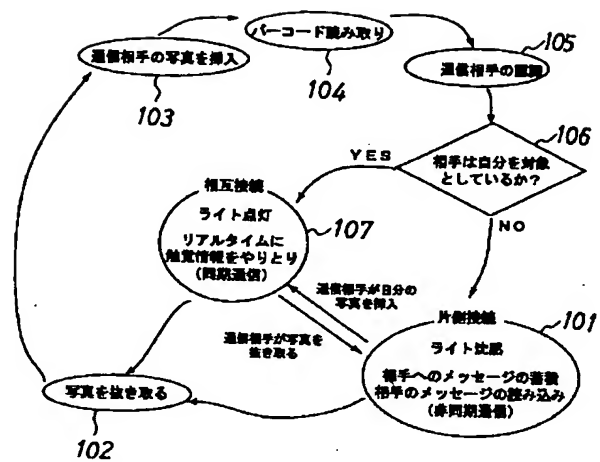 通信相手の写真を挿入
103
バーコード読み取り
104
通信相手の認識
105
相手は自分を対象
としているか?
106
YES
NO
相互接続
ライト点灯
リアルタイムに
触覚情報をやりとり
(同期通信)
107
通信相手が自分の
写真を挿入
通信相手が写真を
抜き取る
片側接続
ライト沈感
相手へのメッセージの蓄積
相手のメッセージの読み込み
(非同期通信)
101
写真を抜き取る
102